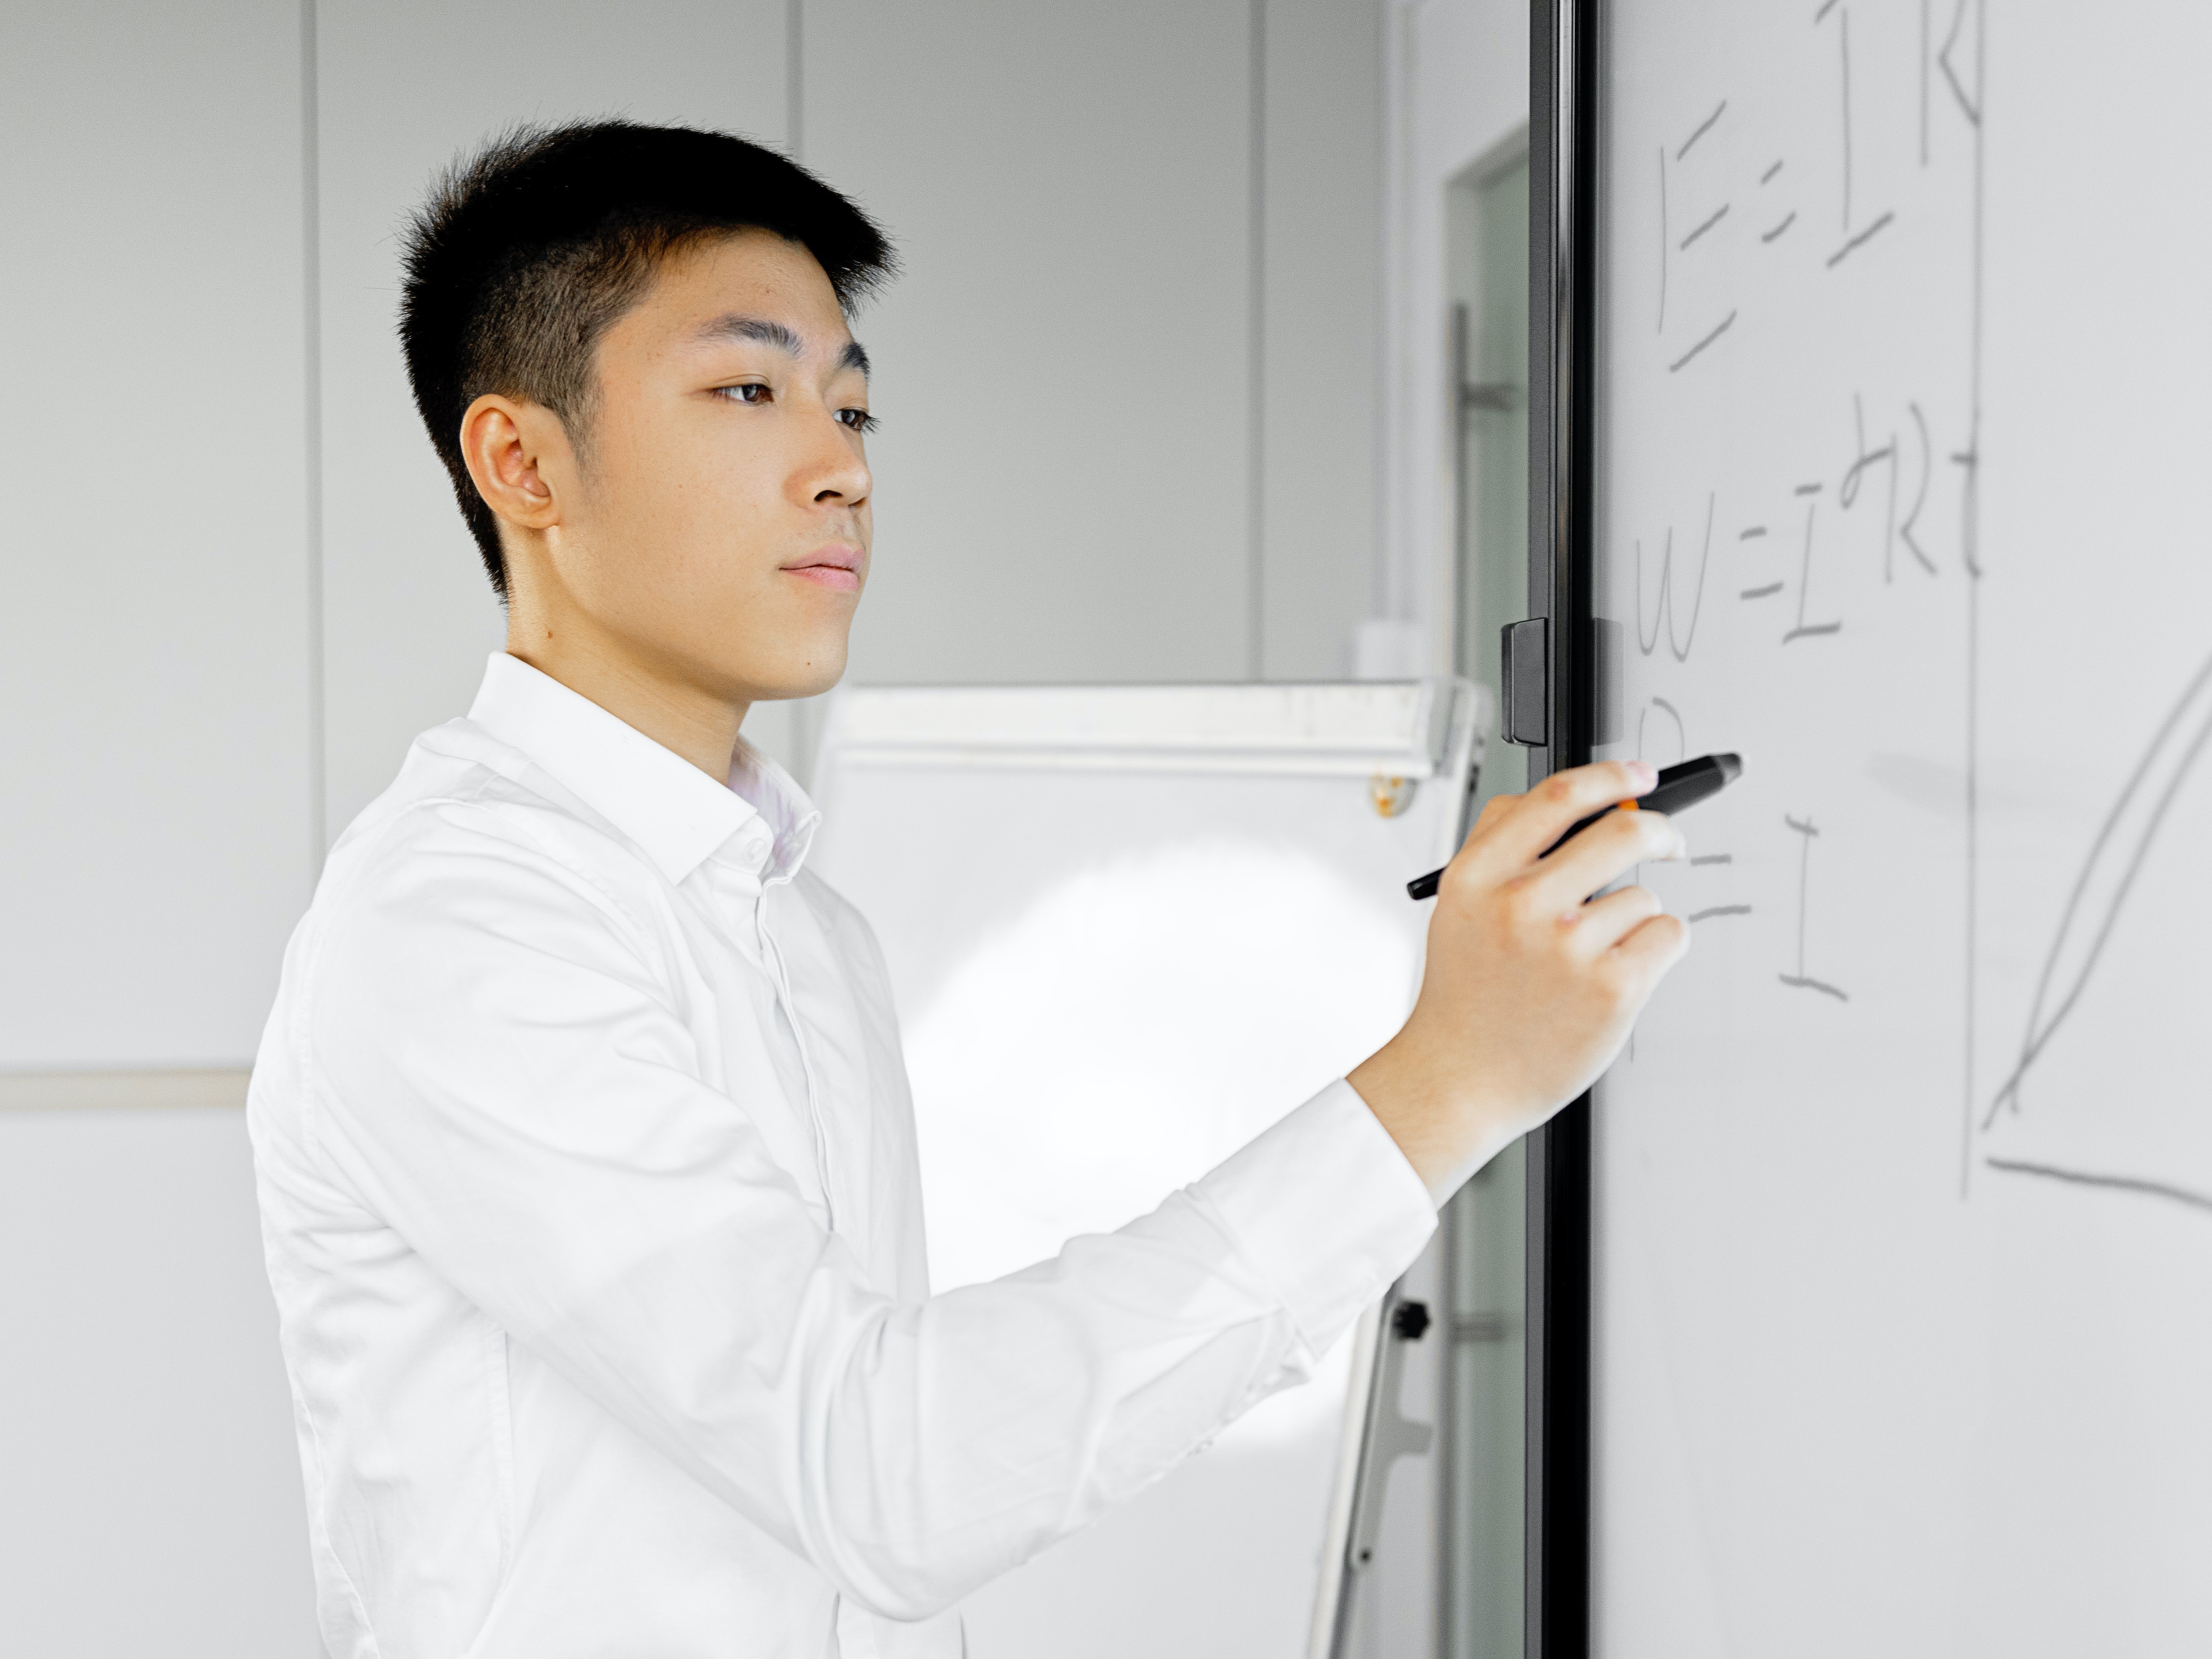 E = IR
W = I²Rt
P = I